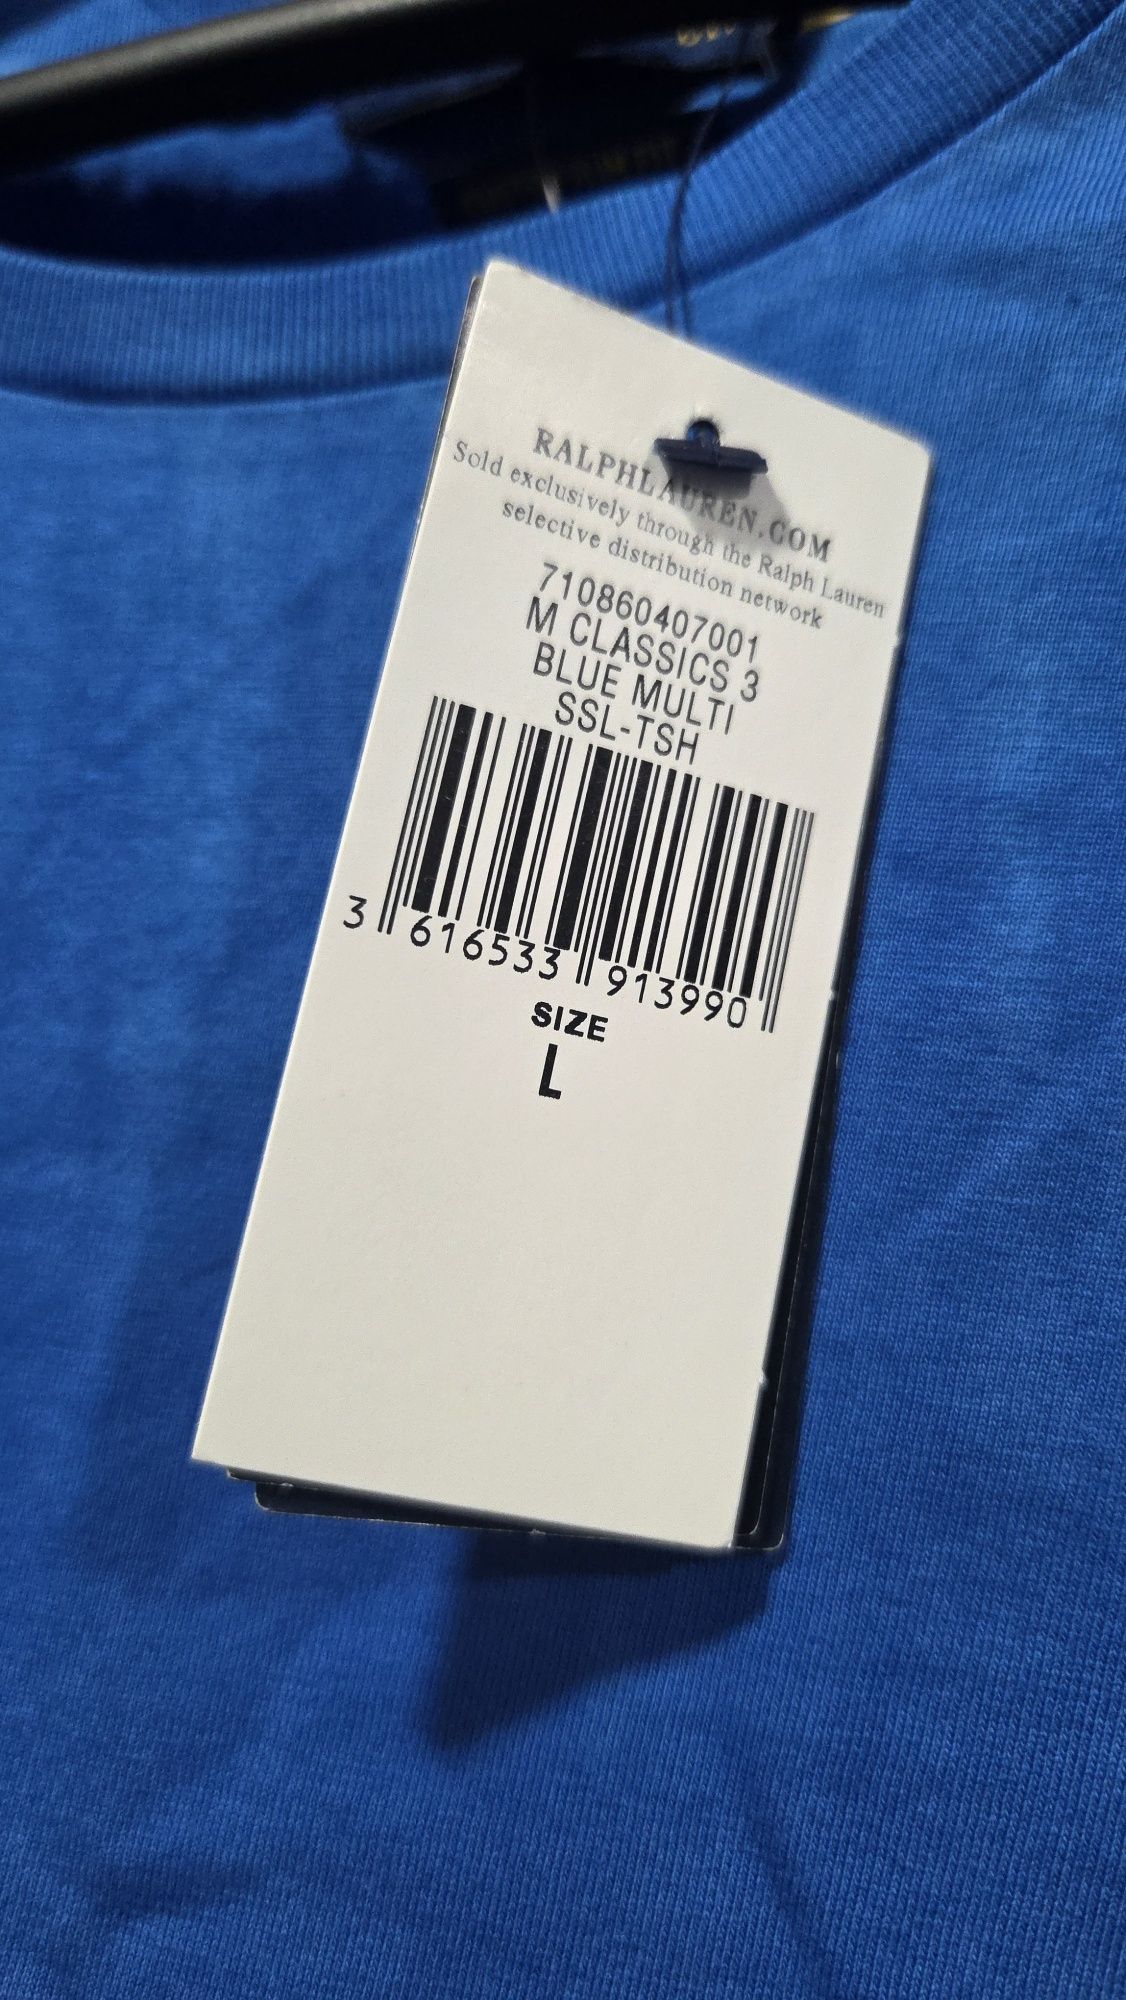 RALPHLAUREN.COM
Sold exclusively through the Ralph Lauren
selective distribution network
710860407001
M CLASSICS 3
BLUE MULTI
SSL-TSH
3 616533 913990
SIZE
L